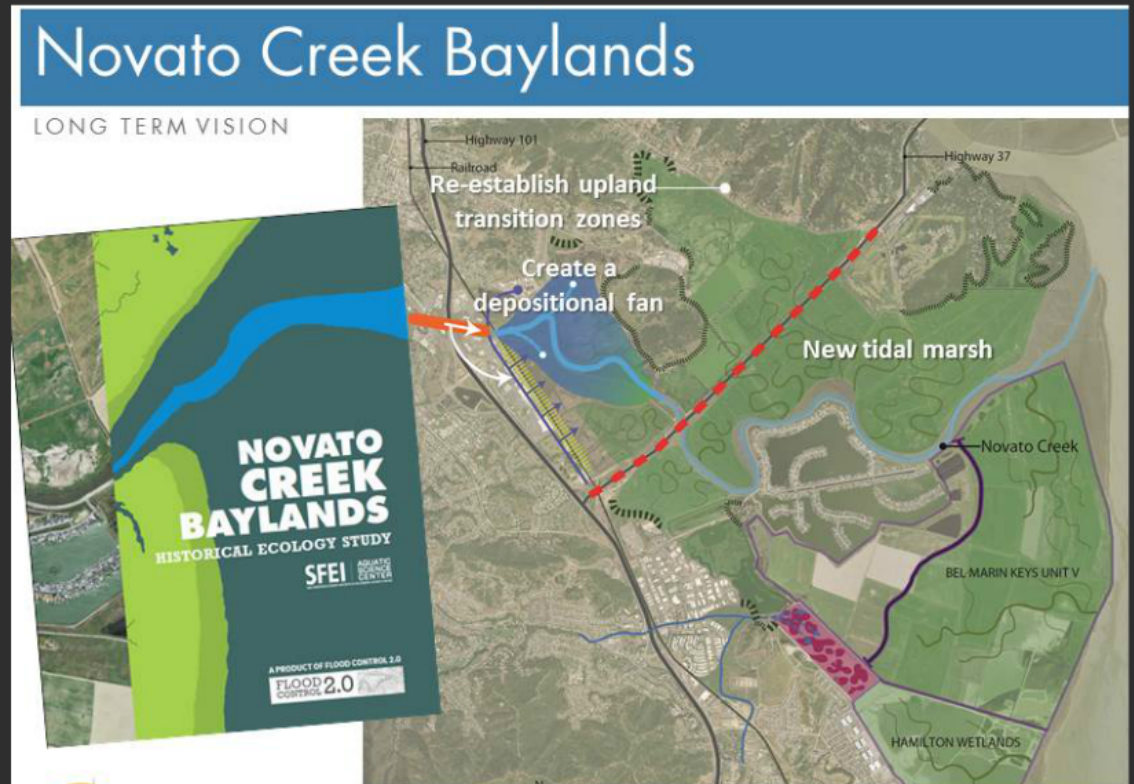 Novato Creek Baylands
LONG TERM VISION
Highway 101
Railroad
Highway 37
Re-establish upland
transition zones
Create a
depositional fan
New tidal marsh
Novato Creek
BEL MARIN KEYS UNIT V
HAMILTON WETLANDS
NOVATO
CREEK
BAYLANDS
HISTORICAL ECOLOGY STUDY
SFEI
AQUATIC
SCIENCE
CENTER
A PRODUCT OF FLOOD CONTROL 2.0
FLOOD
CONTROL 2.0